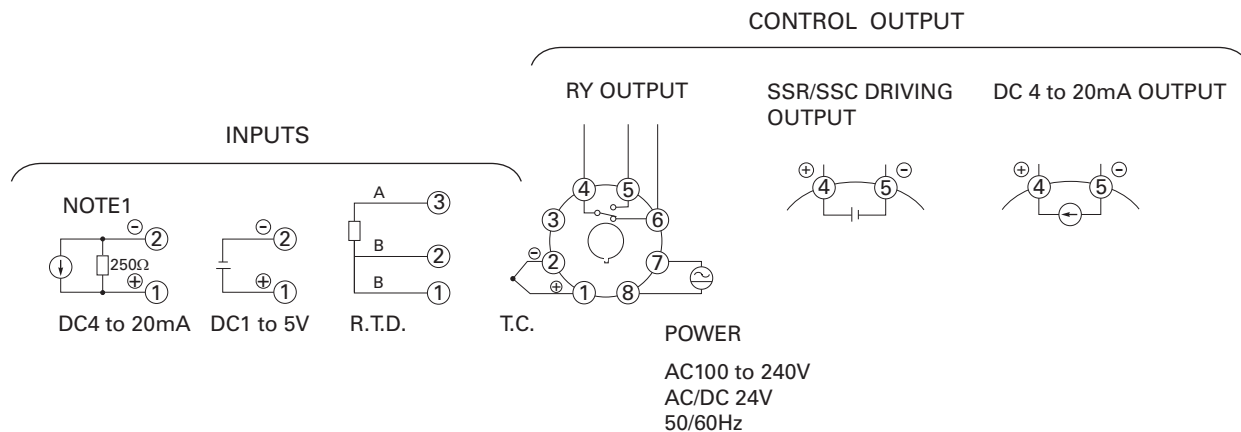 CONTROL OUTPUT
RY OUTPUT
SSR/SSC DRIVING
OUTPUT
DC 4 to 20mA OUTPUT
INPUTS
NOTE1
⊖ 2
250Ω
⊕ 1
DC4 to 20mA
⊖ 2
⊕ 1
DC1 to 5V
A 3
B 2
B 1
R.T.D.
4 5
3 6
⊖ 2 7
⊕ 1 8
T.C.
⊕ 4 5 ⊖
⊕ 4 5 ⊖
POWER
AC100 to 240V
AC/DC 24V
50/60Hz